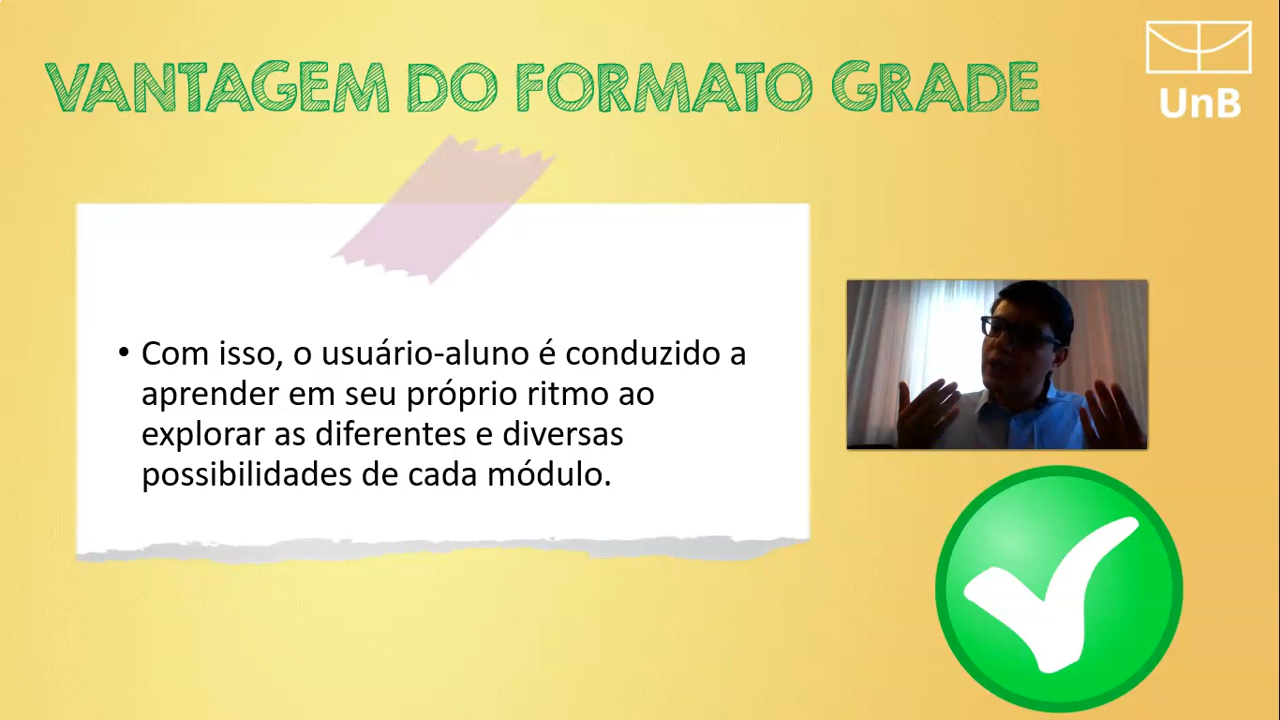 VANTAGEM DO FORMATO GRADE
UnB
• Com isso, o usuário-aluno é conduzido a
aprender em seu próprio ritmo ao
explorar as diferentes e diversas
possibilidades de cada módulo.